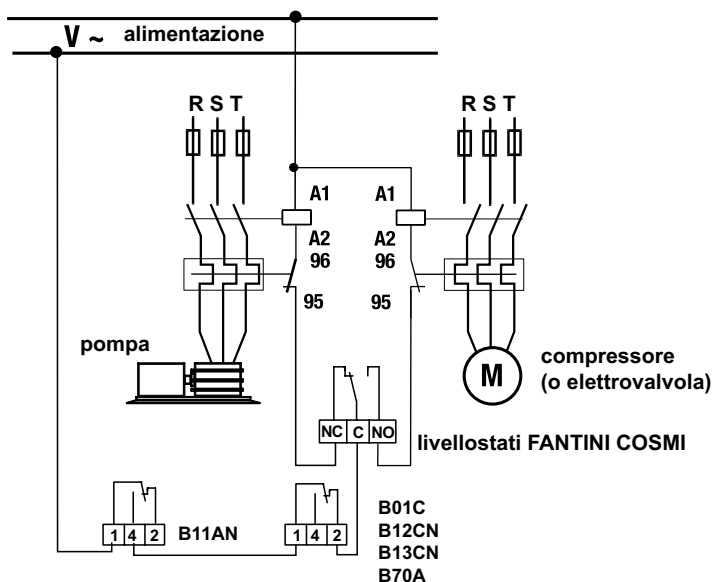 V ~ alimentazione
R S T
R S T
A1
A1
A2
A2
96
96
95
95
pompa
M
compressore
(o elettrovalvola)
NC C NO
livellostati FANTINI COSMI
1 4 2
B11AN
1 4 2
B01C
B12CN
B13CN
B70A